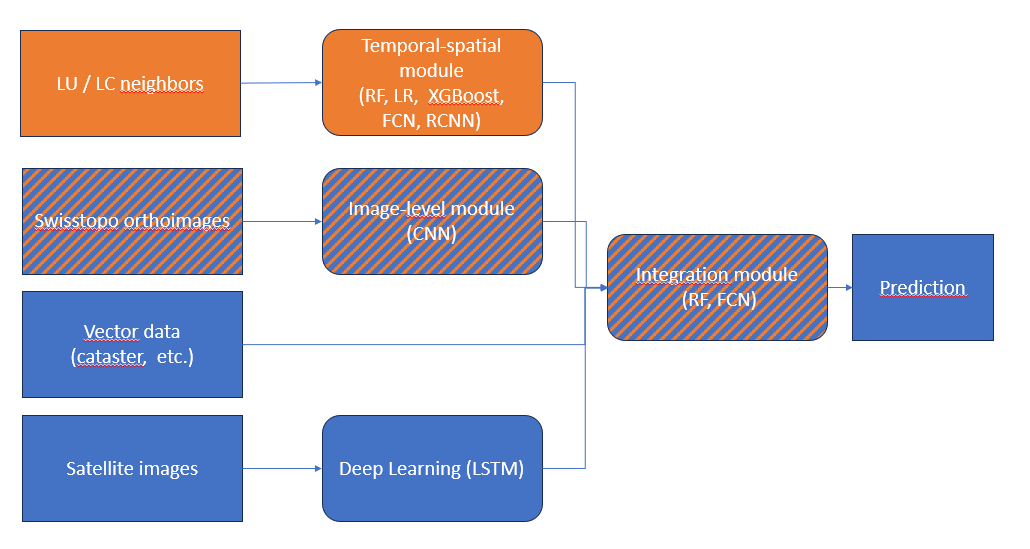 LU / LC neighbors
Temporal-spatial
module
(RF, LR, XGBoost,
FCN, RCNN)
Swisstopo orthoimages
Image-level module
(CNN)
Vector data
(cataster, etc.)
Satellite images
Deep Learning (LSTM)
Integration module
(RF, FCN)
Prediction